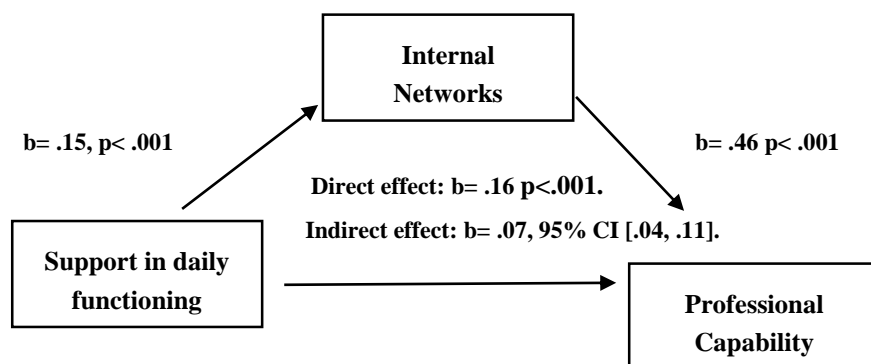 Internal
Networks
b= .15, p< .001
b= .46 p< .001
Direct effect: b= .16 p<.001.
Indirect effect: b= .07, 95% CI [.04, .11].
Support in daily
functioning
Professional
Capability